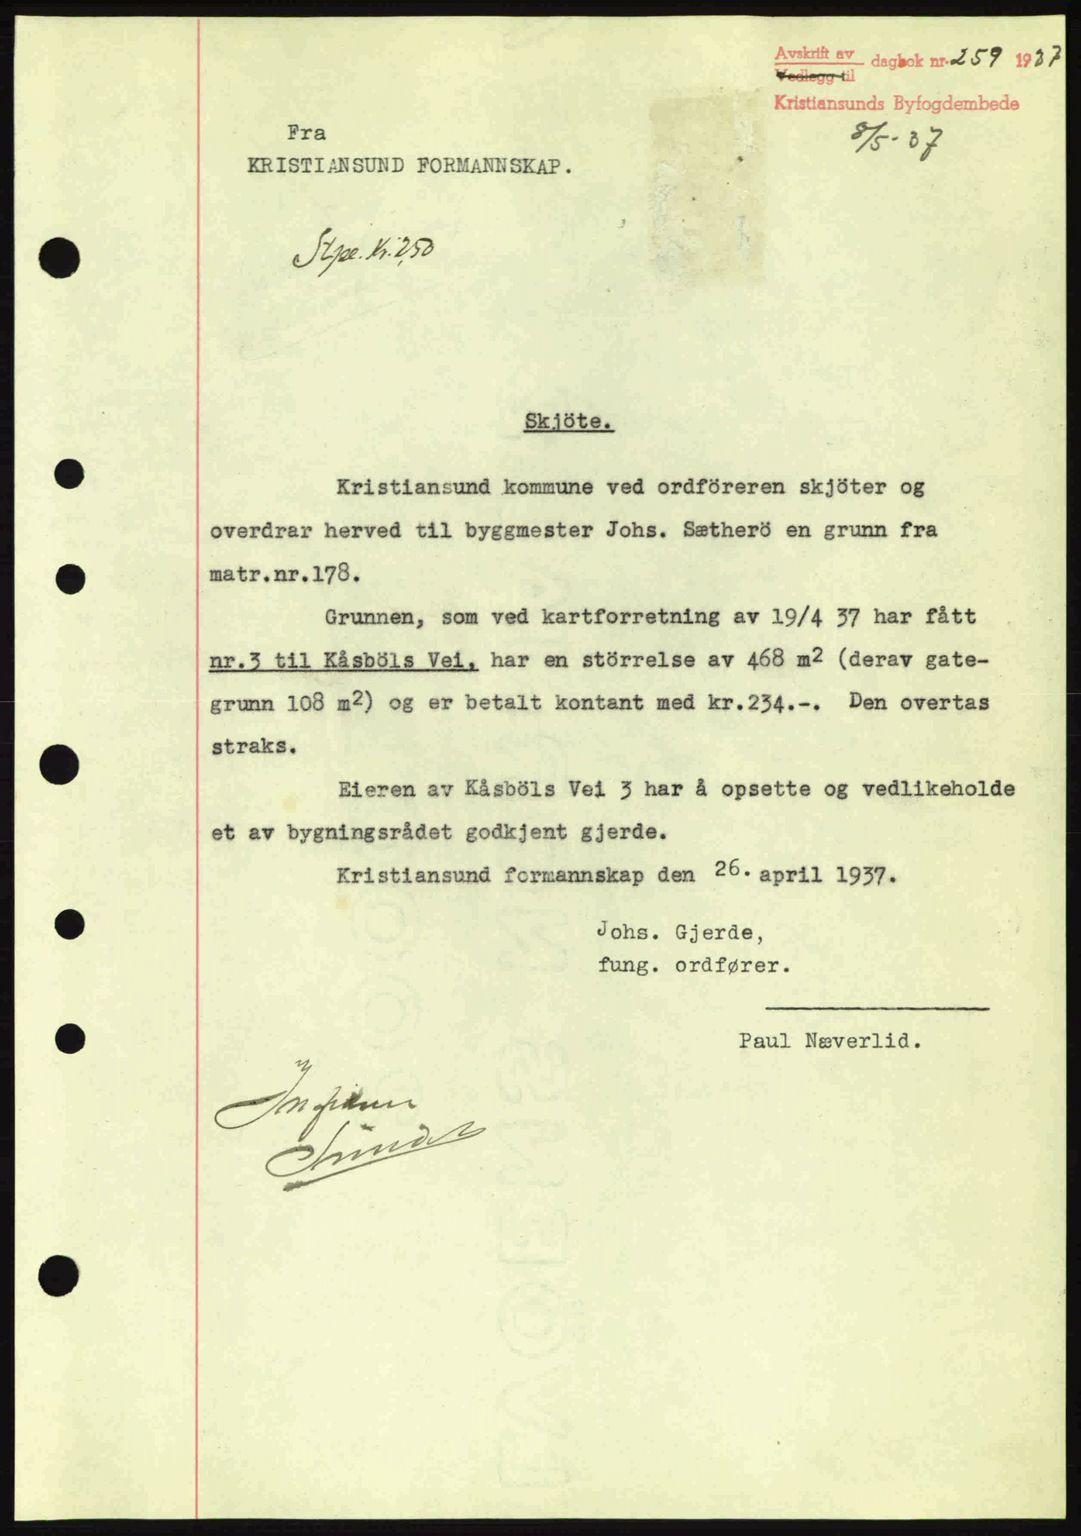 Avskrift av
Vedlegg til
dagbok nr. 259 1937
Kristiansunds Byfogdembede
8/5-37
Fra
KRISTIANSUND FORMANNSKAP.
Kr. 2,50
Skjöte.
Kristiansund kommune ved ordföreren skjöter og
overdrar herved til byggmester Johs. Sætherö en grunn fra
matr.nr.178.
Grunnen, som ved kartforretning av 19/4 37 har fått
nr.3 til Kåsböls Vei, har en störrelse av 468 m2 (derav gate-
grunn 108 m2) og er betalt kontant med kr.234.-. Den overtas
straks.
Eieren av Kåsböls Vei 3 har å opsette og vedlikeholde
et av bygningsrådet godkjent gjerde.
Kristiansund formannskap den 26. april 1937.
Johs. Gjerde,
fung. ordfører.
Paul Næverlid.